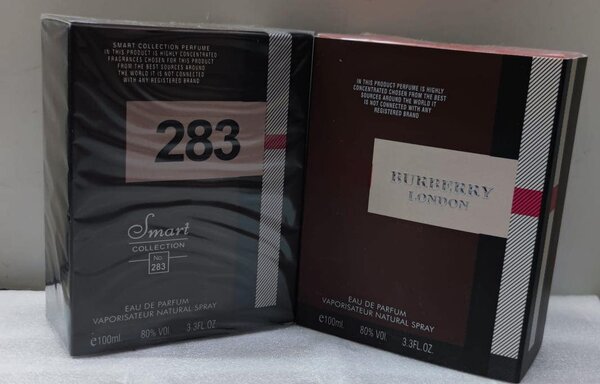 SMART COLLECTION PERFUME
IN THIS PRODUCT IS HIGHLY CONCENTRATED
FRAGRANCES CHOSEN FOR THIS PRODUCT
FROM THE BEST SOURCES AROUND
THE WORLD IT IS NOT CONNECTED
WITH ANY REGISTERED BRAND
283
Smart
COLLECTION
No.
283
EAU DE PARFUM
VAPORISATEUR NATURAL SPRAY
e100ml. 80% VOl. 3.3FL.OZ
IN THIS PRODUCT PERFUME IS HIGHLY
CONCENTRATED CHOSEN FROM THE BEST
SOURCES AROUND THE WORLD IT
IS NOT CONNECTED WITH ANY
REGISTERED BRAND
BURBERRY
LONDON
EAU DE PARFUM
VAPORISATEUR NATURAL SPRAY
e100ml. 80% VOl. 3.3FL.OZ.